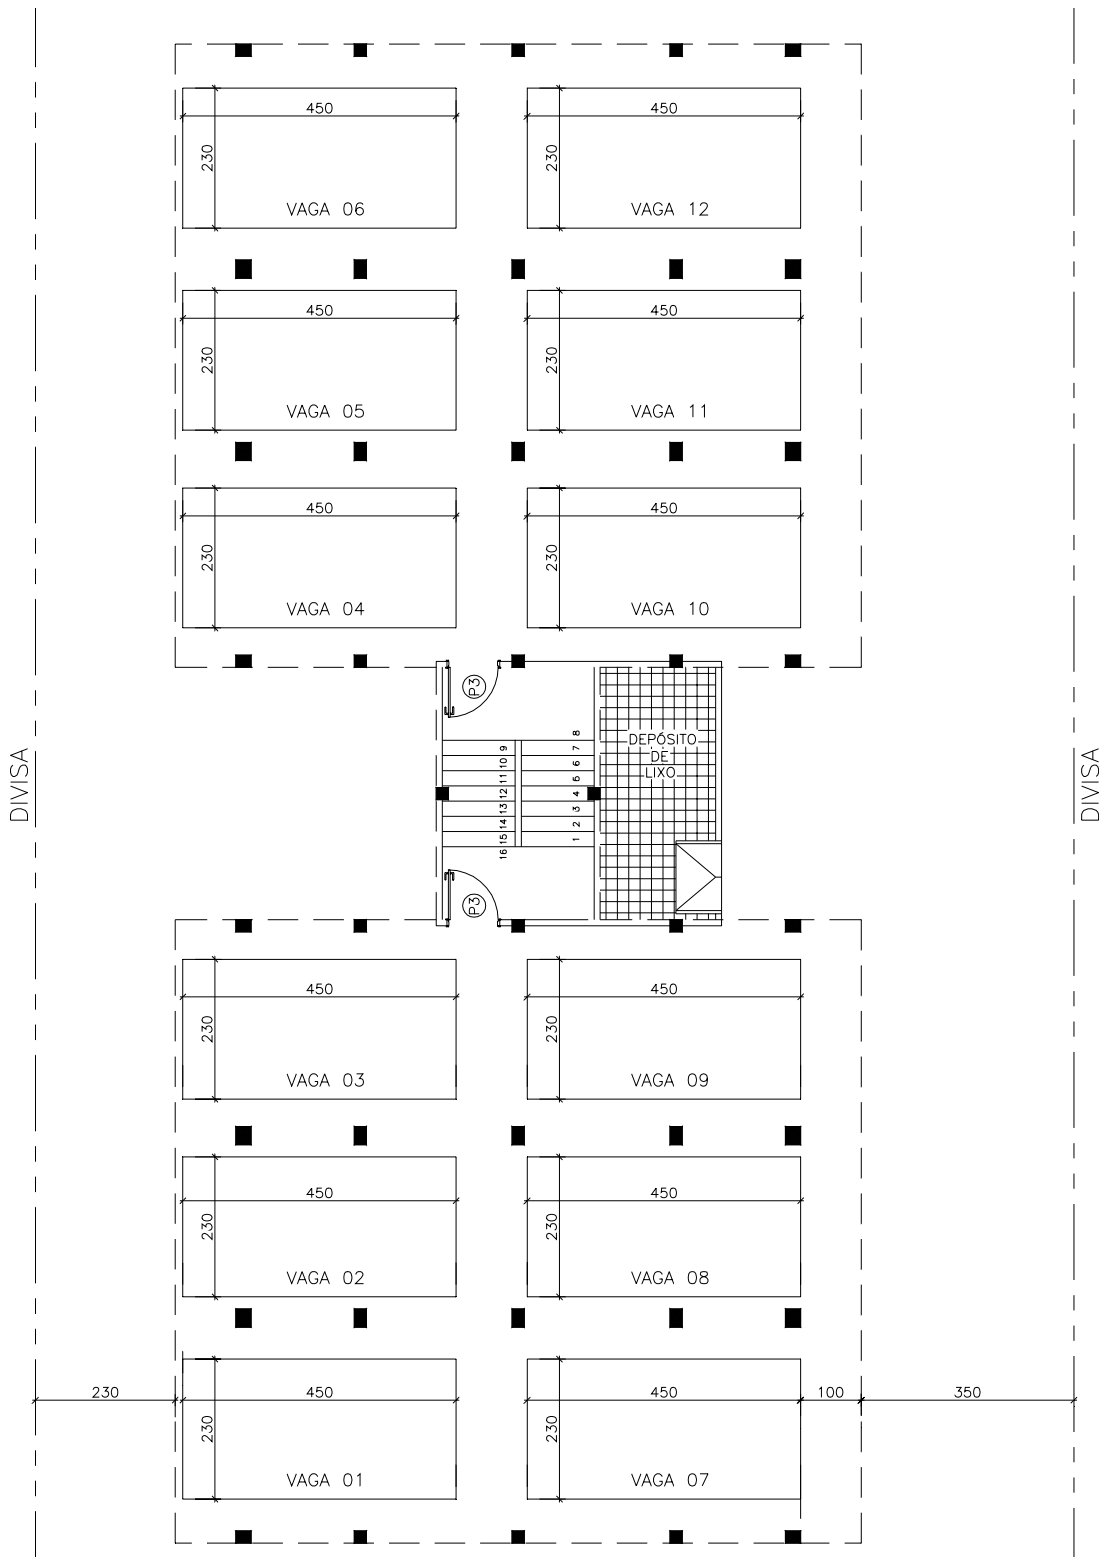 450
450
230
230
VAGA 06
VAGA 12
450
450
230
230
VAGA 05
VAGA 11
450
450
230
230
VAGA 04
VAGA 10
P3
DIVISA
DIVISA
DEPÓSITO
DE
LIXO
8
9 7
10 6
11 5
12 4
13 3
14 2
15 1
16
P3
450
450
230
230
VAGA 03
VAGA 09
450
450
230
230
VAGA 02
VAGA 08
230
450
450
100
350
230
230
VAGA 01
VAGA 07